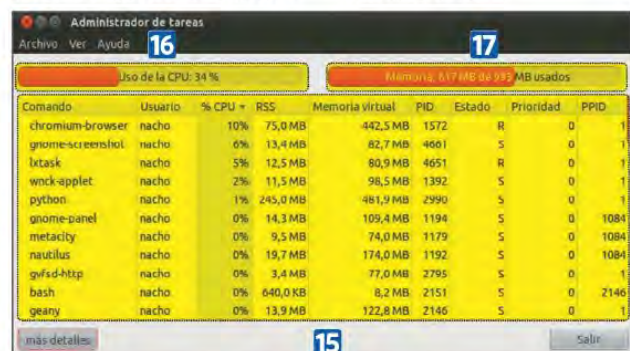 Administrador de tareas
Archivo Ver Ayuda
16
17
Uso de la CPU: 34 %
Memoria: 617 MB de 993 MB usados
Comando Usuario % CPU RSS Memoria virtual PID Estado Prioridad PPID
chromium-browser nacho 10% 75,0 MB 442,5 MB 1572 R 0 1
gnome-screenshot nacho 6% 13,4 MB 82,7 MB 4661 S 0 1
lxtask nacho 5% 12,5 MB 80,9 MB 4651 R 0 1
wnck-applet nacho 2% 11,5 MB 98,5 MB 1392 S 0 1
python nacho 1% 245,0 MB 461,9 MB 2990 S 0 1
gnome-panel nacho 0% 14,3 MB 109,4 MB 1194 S 0 1084
metacity nacho 0% 9,5 MB 74,0 MB 1179 S 0 1084
nautilus nacho 0% 19,7 MB 174,0 MB 1192 S 0 1084
gvfsd-http nacho 0% 3,4 MB 77,0 MB 2795 S 0 1
bash nacho 0% 640,0 KB 8,2 MB 2151 S 0 2146
geany nacho 0% 13,9 MB 122,8 MB 2146 S 0 1
más detalles
15
Salir